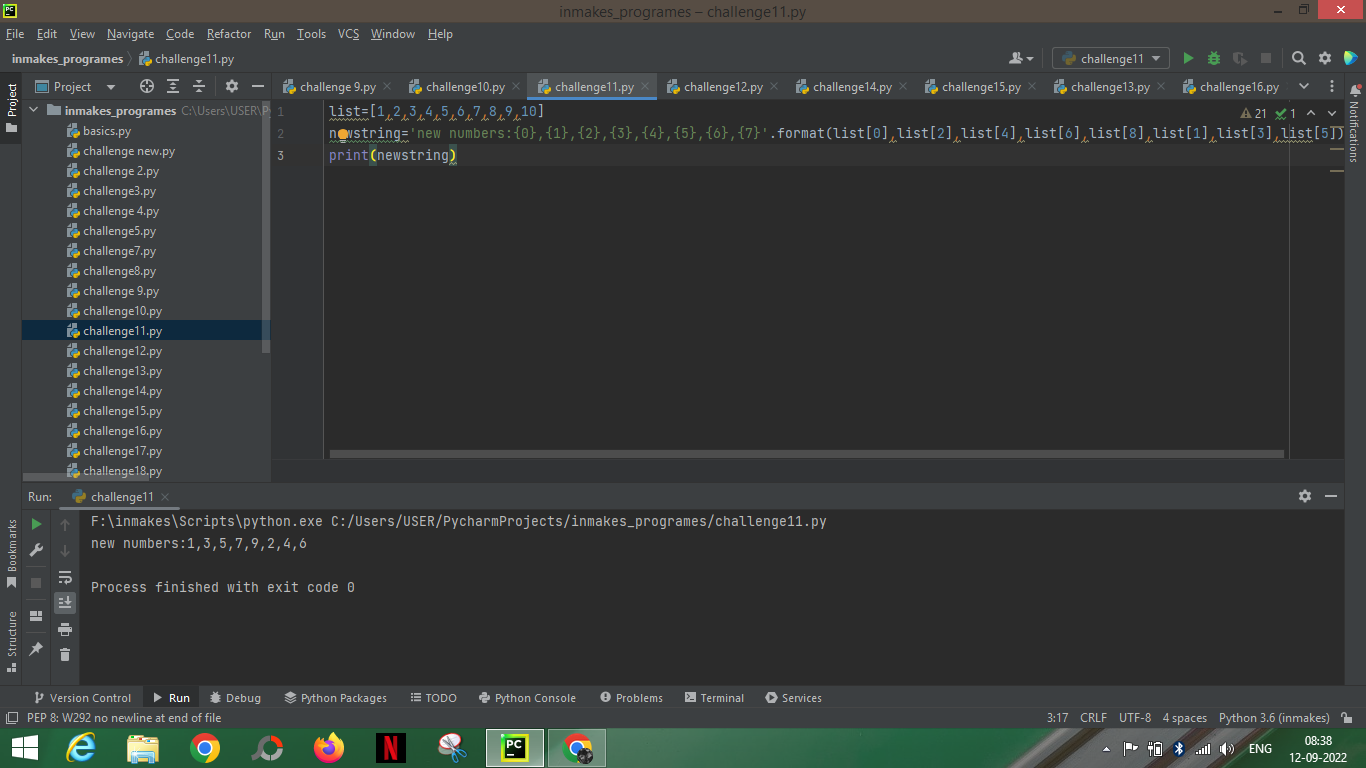 PC
inmakes_programes – challenge11.py
File Edit View Navigate Code Refactor Run Tools VCS Window Help
inmakes_programes challenge11.py
challenge11
Project
Project
challenge 9.py challenge10.py challenge11.py challenge12.py challenge14.py challenge15.py challenge13.py challenge16.py
Notifications
inmakes_programes C:\Users\USER\P
basics.py
challenge new.py
challenge 2.py
challenge3.py
challenge 4.py
challenge5.py
challenge7.py
challenge8.py
challenge 9.py
challenge10.py
challenge11.py
challenge12.py
challenge13.py
challenge14.py
challenge15.py
challenge16.py
challenge17.py
challenge18.py
1 list=[1,2,3,4,5,6,7,8,9,10]
21 1
2 newstring='new numbers:{0},{1},{2},{3},{4},{5},{6},{7}'.format(list[0],list[2],list[4],list[6],list[8],list[1],list[3],list[5])
3 print(newstring)
Run: challenge11
Bookmarks
Structure
F:\inmakes\Scripts\python.exe C:/Users/USER/PycharmProjects/inmakes_programes/challenge11.py
new numbers:1,3,5,7,9,2,4,6
Process finished with exit code 0
Version Control Run Debug Python Packages TODO Python Console Problems Terminal Services
PEP 8: W292 no newline at end of file
3:17 CRLF UTF-8 4 spaces Python 3.6 (inmakes)
N
PC
ENG
08:38
12-09-2022